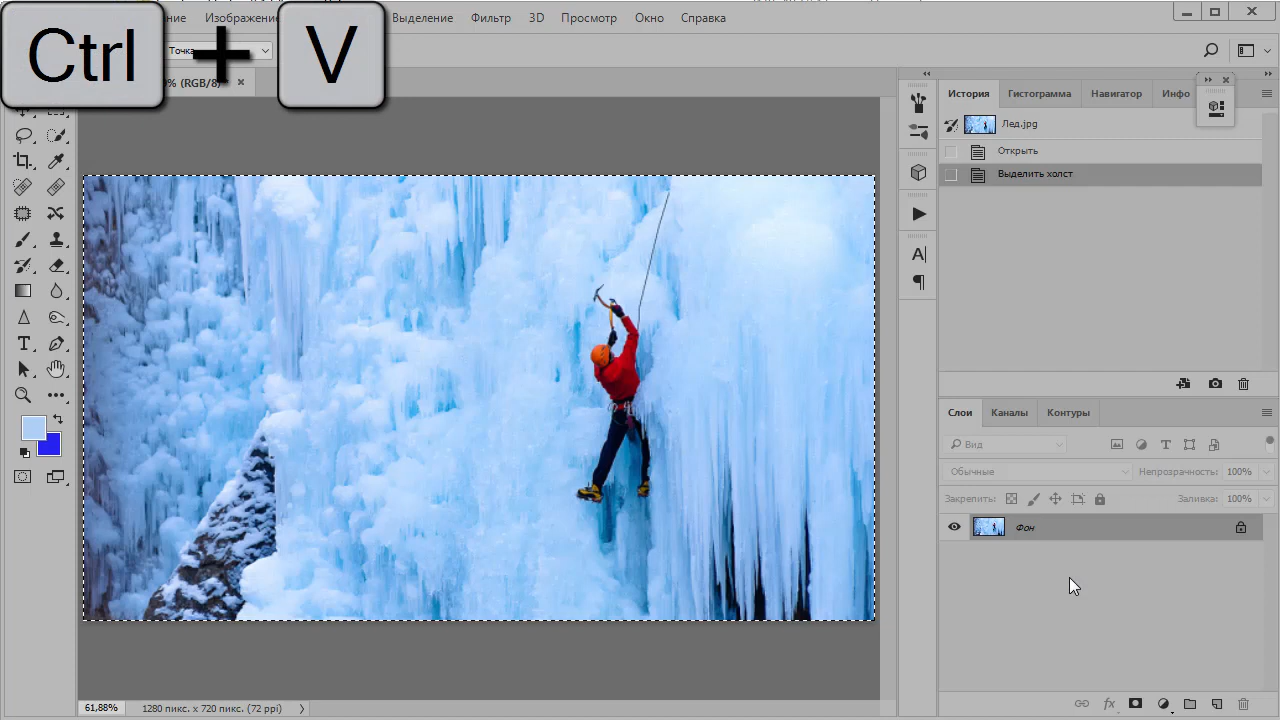 Ctrl + V
ние Изображение Выделение Фильтр 3D Просмотр Окно Справка
Точка
% (RGB/8) ×
История Гистограмма Навигатор Инфо
Лед.jpg
Открыть
Выделить холст
Слои Каналы Контуры
Вид
Обычные Непрозрачность: 100%
Закрепить: Заливка: 100%
Фон
61,88% 1280 пикс. x 720 пикс. (72 ppi)